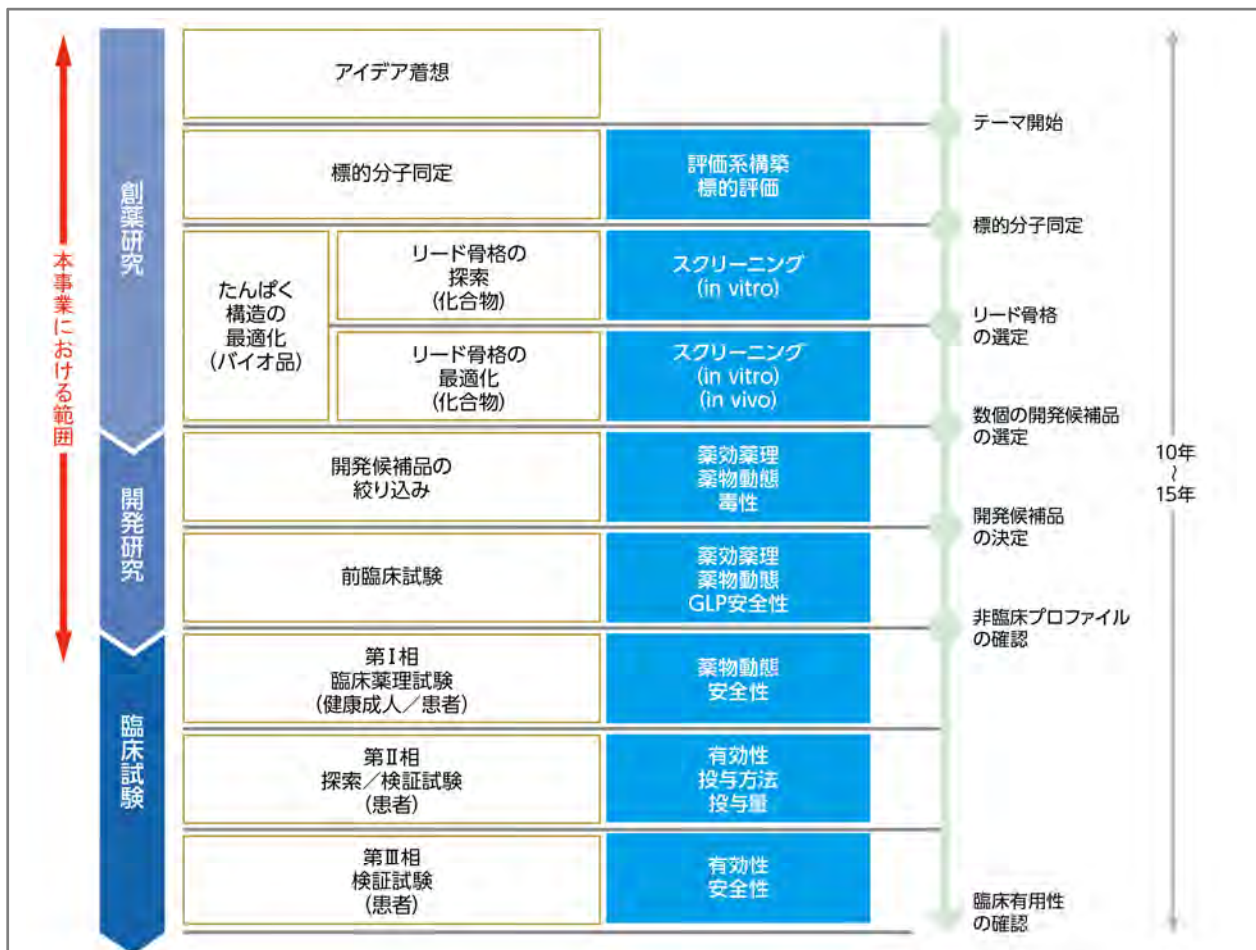 本事業における範囲
創薬研究
アイデア着想
テーマ開始
標的分子同定
評価系構築
標的評価
標的分子同定
たんぱく
構造の
最適化
(バイオ品)
リード骨格の
探索
(化合物)
スクリーニング
(in vitro)
リード骨格
の選定
リード骨格の
最適化
(化合物)
スクリーニング
(in vitro)
(in vivo)
数個の開発候補品
の選定
開発研究
開発候補品の
絞り込み
薬効薬理
薬物動態
毒性
開発候補品
の決定
前臨床試験
薬効薬理
薬物動態
GLP安全性
非臨床プロファイル
の確認
臨床試験
第Ⅰ相
臨床薬理試験
(健康成人／患者)
薬物動態
安全性
第Ⅱ相
探索／検証試験
(患者)
有効性
投与方法
投与量
第Ⅲ相
検証試験
(患者)
有効性
安全性
臨床有用性
の確認
10年
〜
15年